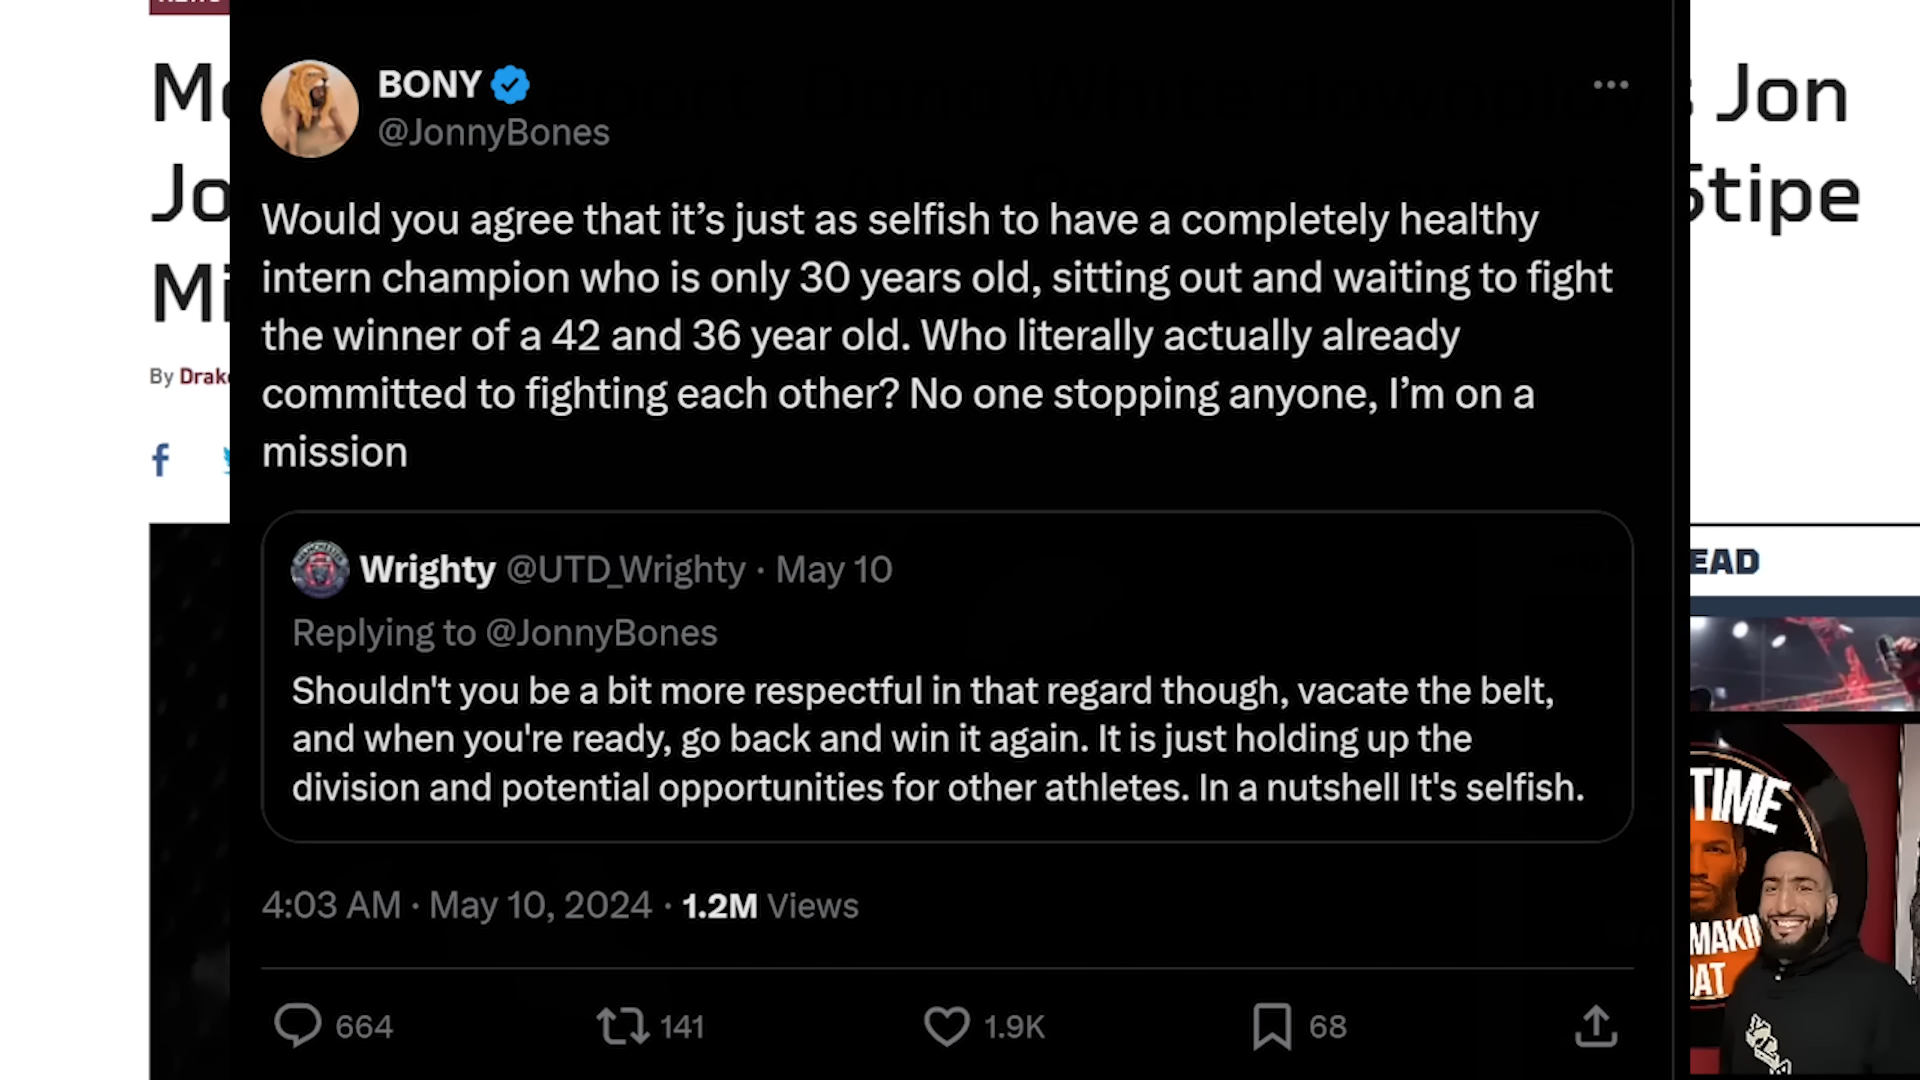 BONY
@JonnyBones
Would you agree that it’s just as selfish to have a completely healthy
intern champion who is only 30 years old, sitting out and waiting to fight
the winner of a 42 and 36 year old. Who literally actually already
committed to fighting each other? No one stopping anyone, I’m on a
mission
Wrighty @UTD_Wrighty · May 10
Replying to @JonnyBones
Shouldn't you be a bit more respectful in that regard though, vacate the belt,
and when you're ready, go back and win it again. It is just holding up the
division and potential opportunities for other athletes. In a nutshell It's selfish.
4:03 AM · May 10, 2024 · 1.2M Views
664 141 1.9K 68
Jon
Jo Stipe
Mi
By Drak
EAD
TIME
MAKI